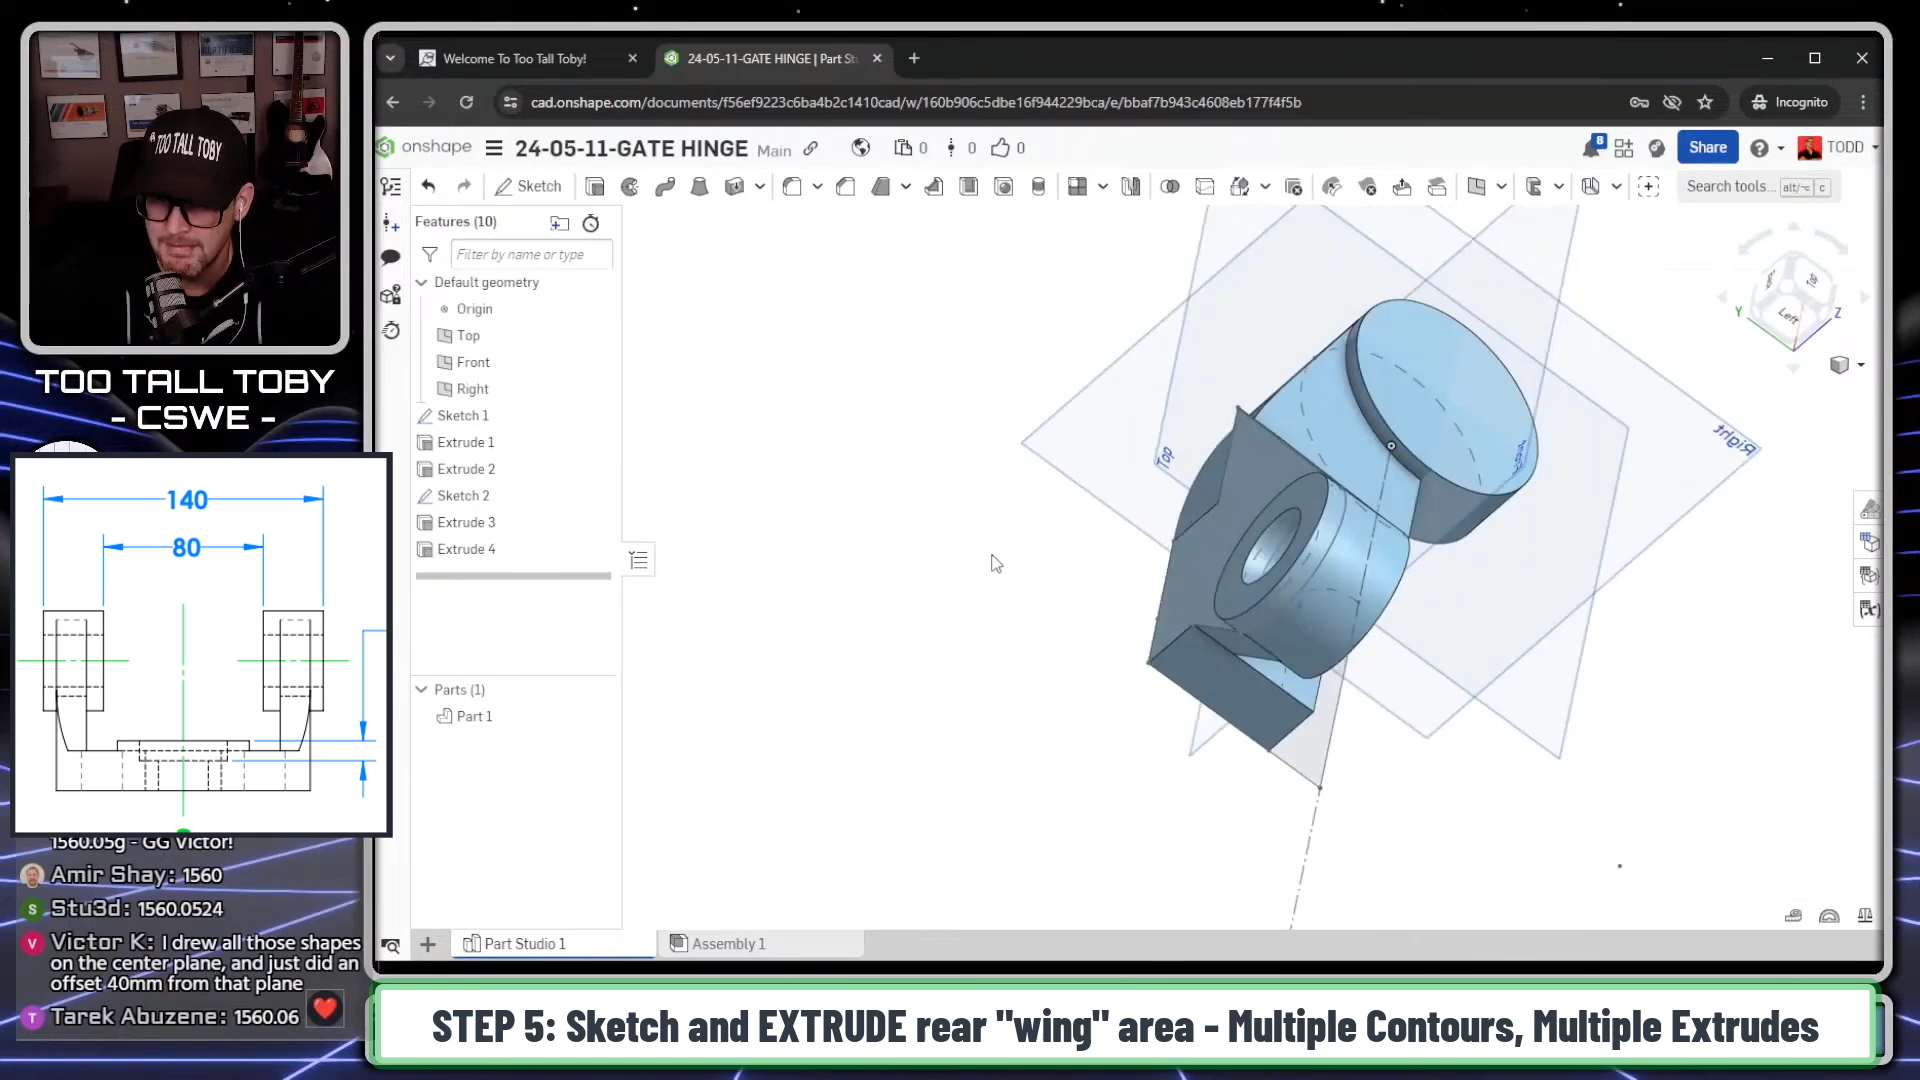 Welcome To Too Tall Toby!
24-05-11-GATE HINGE | Part St
cad.onshape.com/documents/f56ef9223c6ba4b2c1410cad/w/160b906c5dbe16f944229bca/e/bbaf7b943c4608eb177f4f5b
Incognito
onshape
24-05-11-GATE HINGE Main
0
0
0
8
Share
TODD
Sketch
Search tools... alt/⌥ c
Features (10)
Filter by name or type
Default geometry
Origin
Top
Front
Right
Sketch 1
Extrude 1
Extrude 2
Sketch 2
Extrude 3
Extrude 4
Parts (1)
Part 1
Top
Right
Left
Y
Z
Part Studio 1
Assembly 1
TOO TALL TOBY
TOO TALL TOBY
- CSWE -
140
80
1560.05g - GG Victor!
Amir Shay: 1560
S Stu3d: 1560.0524
V Victor K: I drew all those shapes
on the center plane, and just did an
offset 40mm from that plane
T Tarek Abuzene: 1560.06 ❤️
STEP 5: Sketch and EXTRUDE rear "wing" area - Multiple Contours, Multiple Extrudes